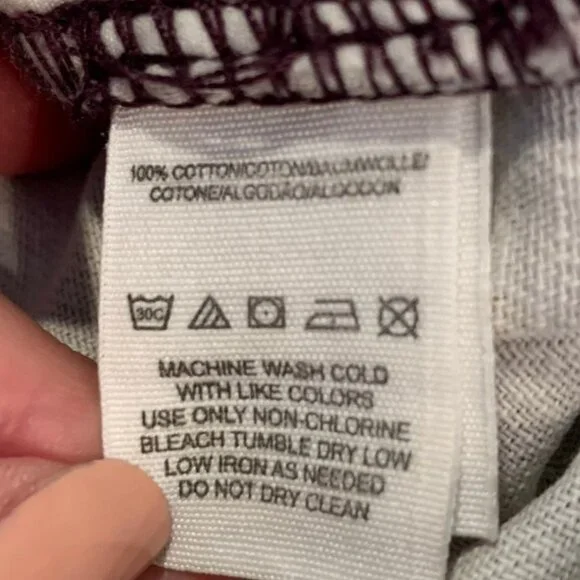 100% COTTON/COTON/BAUMWOLLE/
COTONE/ALGODÃO/ALGODON
30C
MACHINE WASH COLD
WITH LIKE COLORS
USE ONLY NON-CHLORINE
BLEACH TUMBLE DRY LOW
LOW IRON AS NEEDED
DO NOT DRY CLEAN